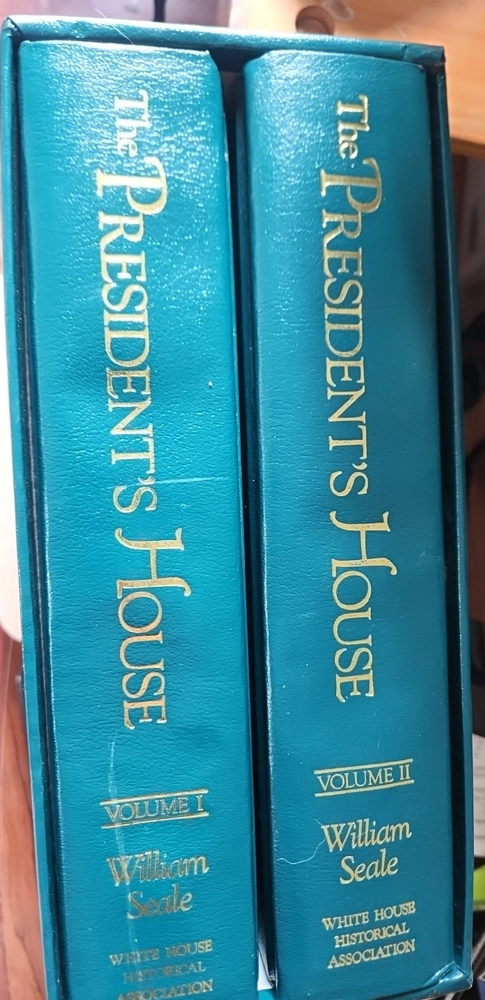 The PRESIDENT'S HOUSE
VOLUME I
William
Seale
WHITE HOUSE
HISTORICAL
ASSOCIATION
The PRESIDENT'S HOUSE
VOLUME II
William
Seale
WHITE HOUSE
HISTORICAL
ASSOCIATION